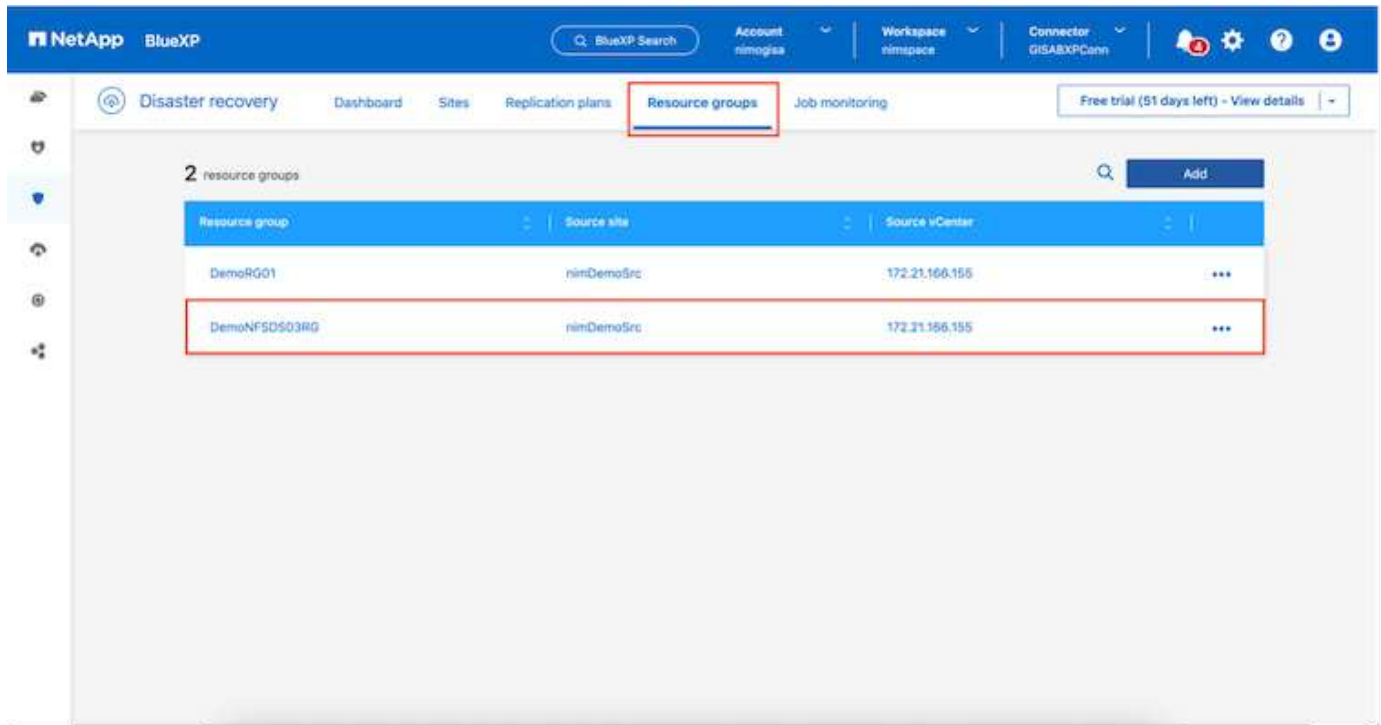 NetApp BlueXP
BlueXP Search
Account
nimogisa
Workspace
nimspace
Connector
GISABXPConn
4
Disaster recovery
Dashboard
Sites
Replication plans
Resource groups
Job monitoring
Free trial (51 days left) - View details
2 resource groups
Add
Resource group
Source site
Source vCenter
DemoRG01
nimDemoSrc
172.21.166.155
DemoNFSDS03RG
nimDemoSrc
172.21.166.155